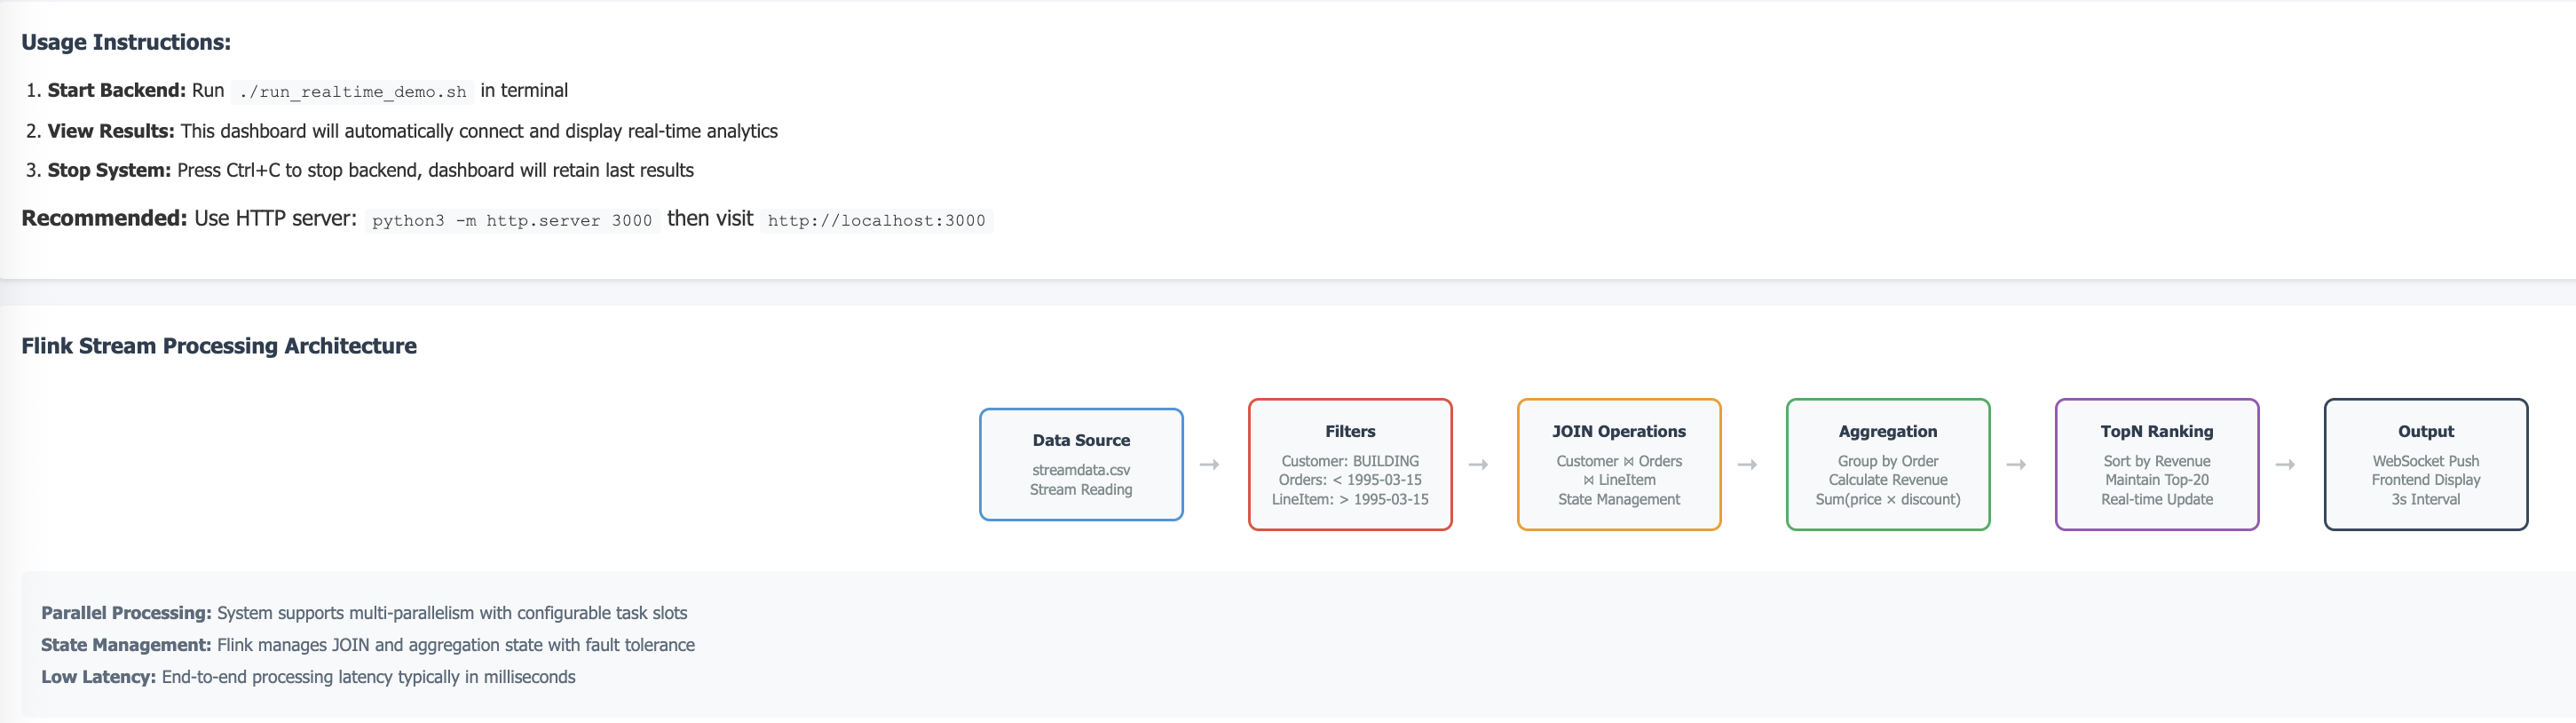 Usage Instructions:
1. Start Backend: Run ./run_realtime_demo.sh in terminal
2. View Results: This dashboard will automatically connect and display real-time analytics
3. Stop System: Press Ctrl+C to stop backend, dashboard will retain last results
Recommended: Use HTTP server: python3 -m http.server 3000 then visit http://localhost:3000
Flink Stream Processing Architecture
Data Source
streamdata.csv
Stream Reading
→
Filters
Customer: BUILDING
Orders: < 1995-03-15
LineItem: > 1995-03-15
→
JOIN Operations
Customer ⋈ Orders
⋈ LineItem
State Management
→
Aggregation
Group by Order
Calculate Revenue
Sum(price × discount)
→
TopN Ranking
Sort by Revenue
Maintain Top-20
Real-time Update
→
Output
WebSocket Push
Frontend Display
3s Interval
Parallel Processing: System supports multi-parallelism with configurable task slots
State Management: Flink manages JOIN and aggregation state with fault tolerance
Low Latency: End-to-end processing latency typically in milliseconds